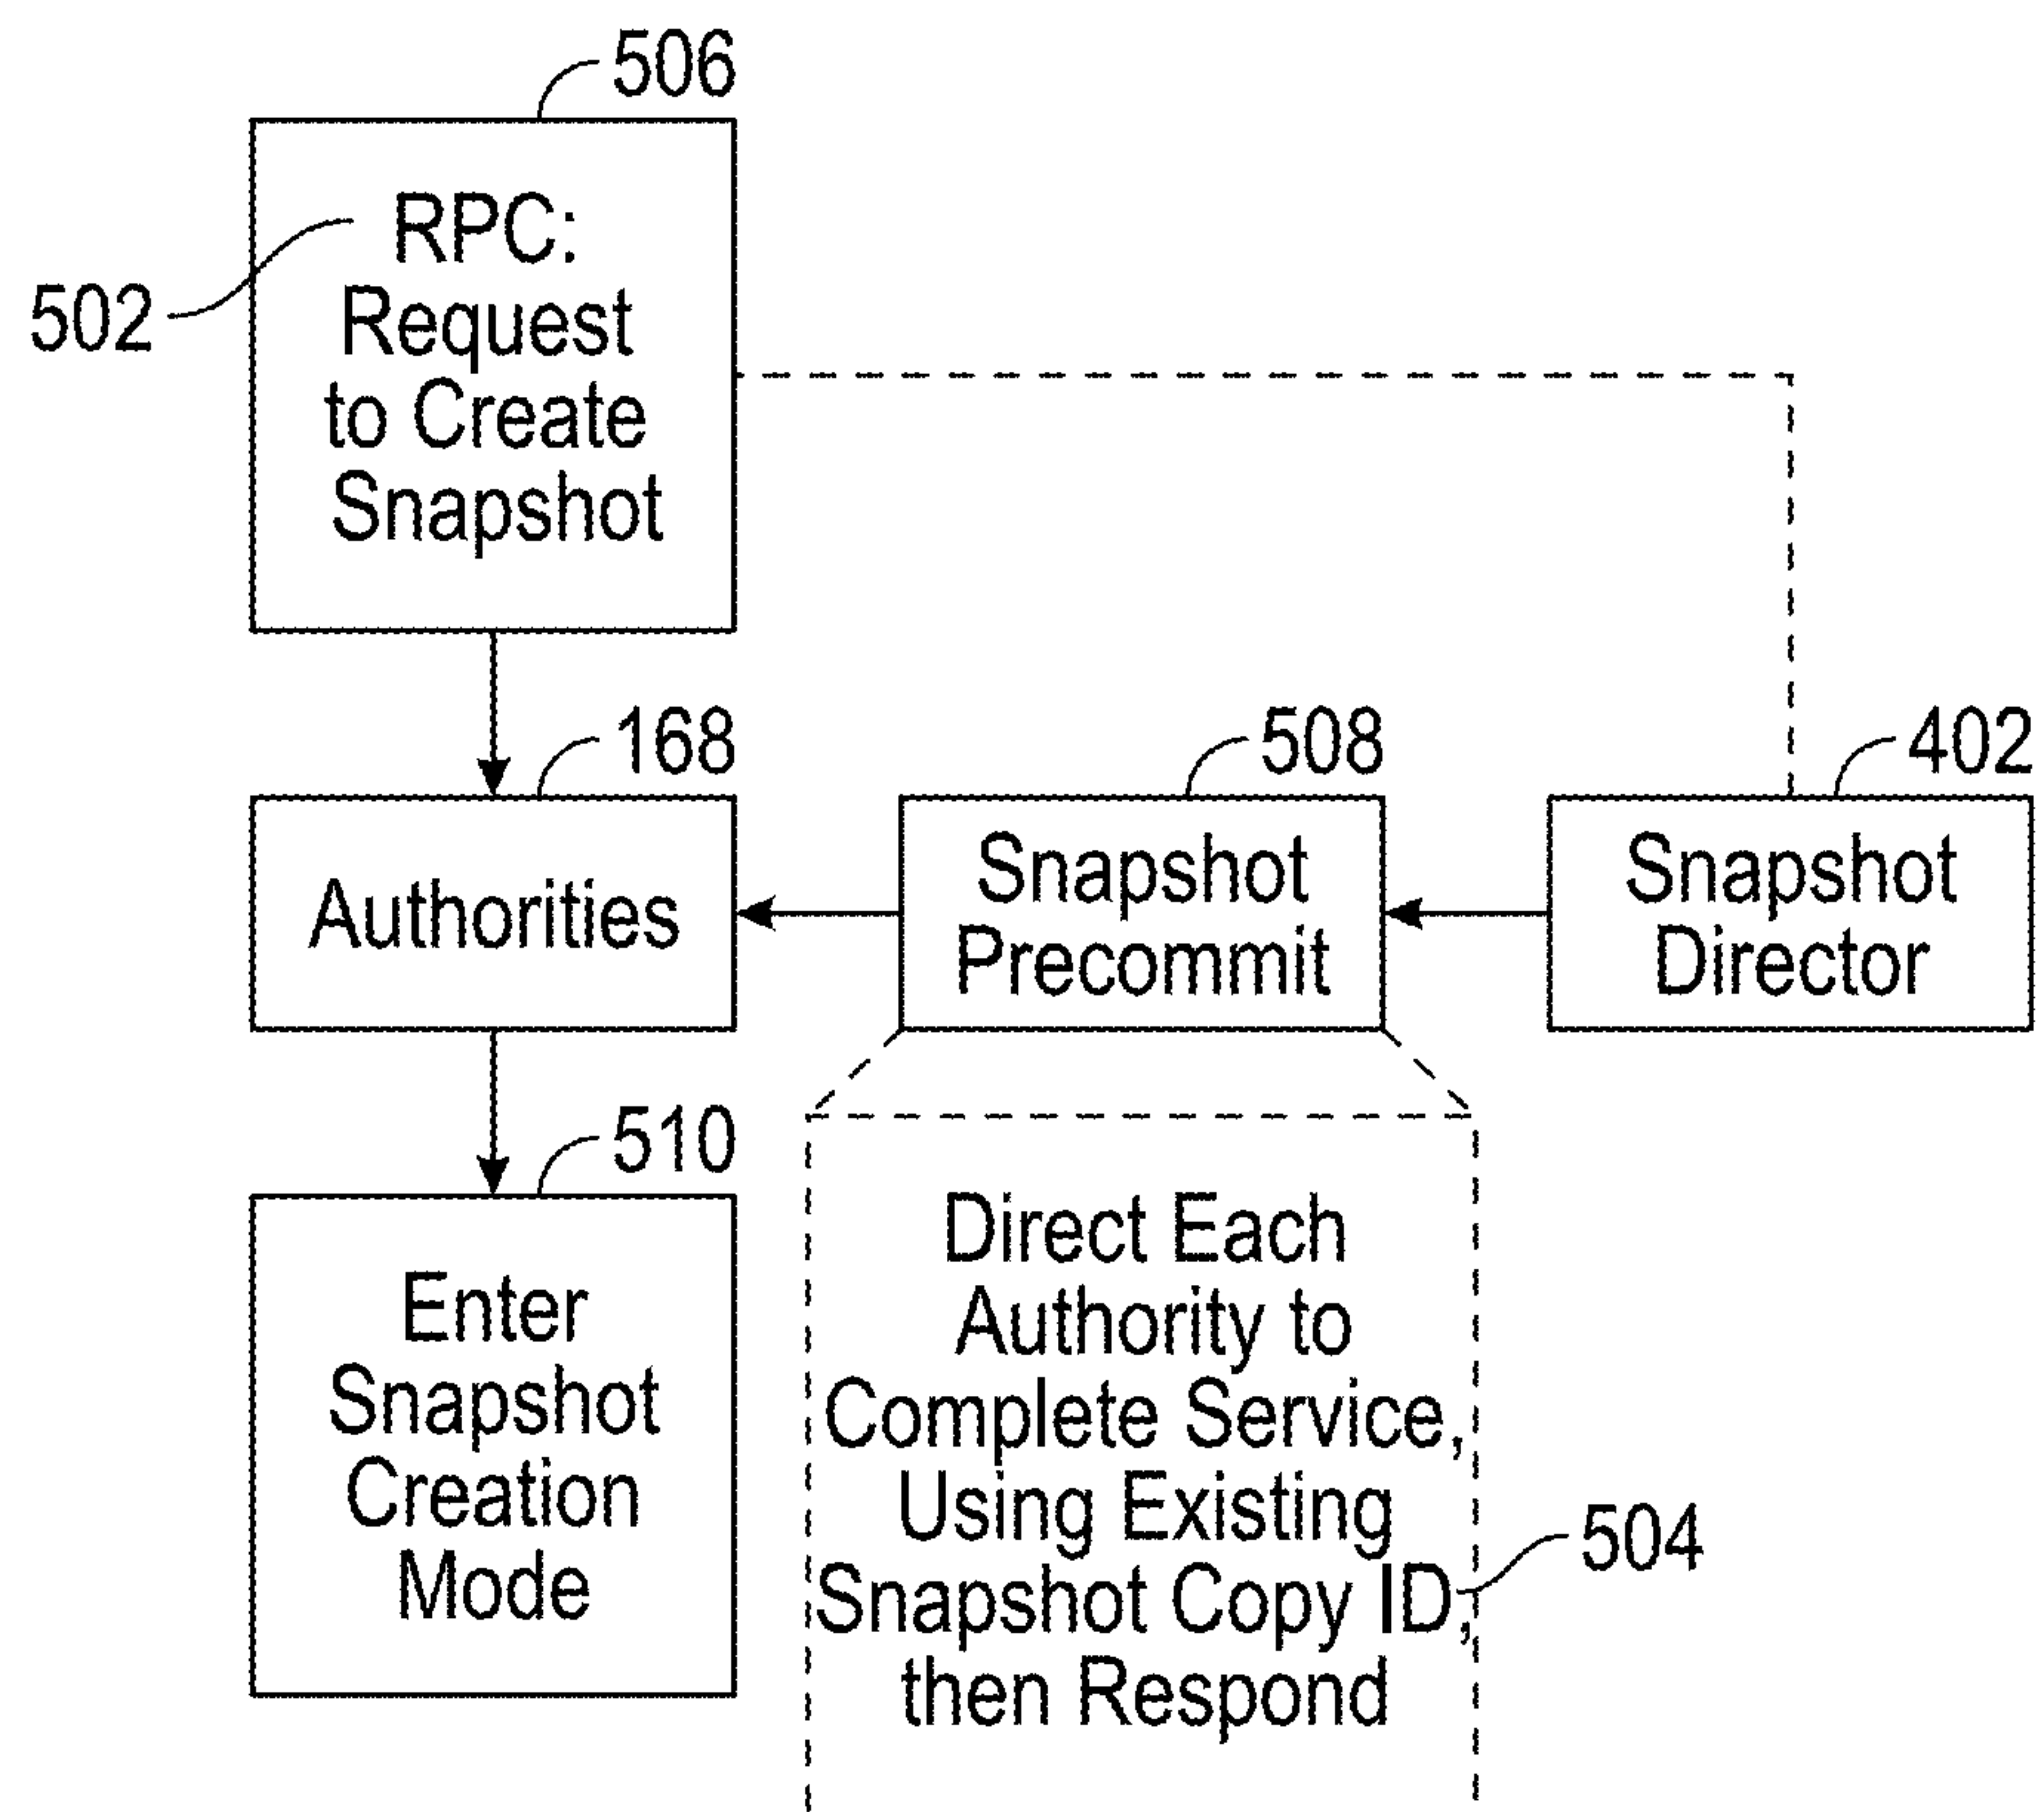 506
RPC:
502
Request
to Create
Snapshot
168
508
402
Authorities
Snapshot
Precommit
Snapshot
Director
510
Enter
Snapshot
Creation
Mode
Direct Each
Authority to
Complete Service,
Using Existing
Snapshot Copy ID,
then Respond
504